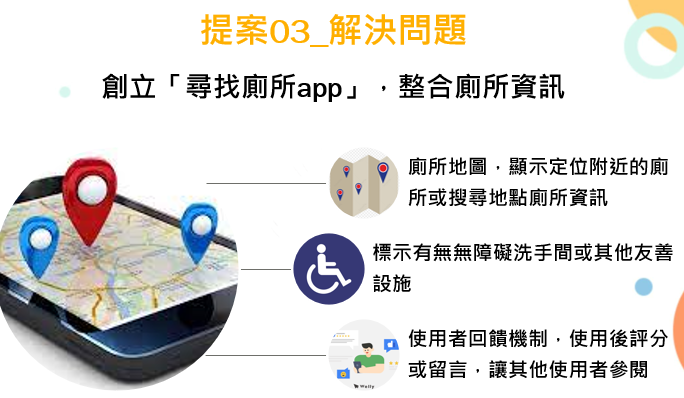 提案03_解決問題
創立「尋找廁所app」，整合廁所資訊
廁所地圖，顯示定位附近的廁
所或搜尋地點廁所資訊
標示有無無障礙洗手間或其他友善
設施
使用者回饋機制，使用後評分
或留言，讓其他使用者參閱